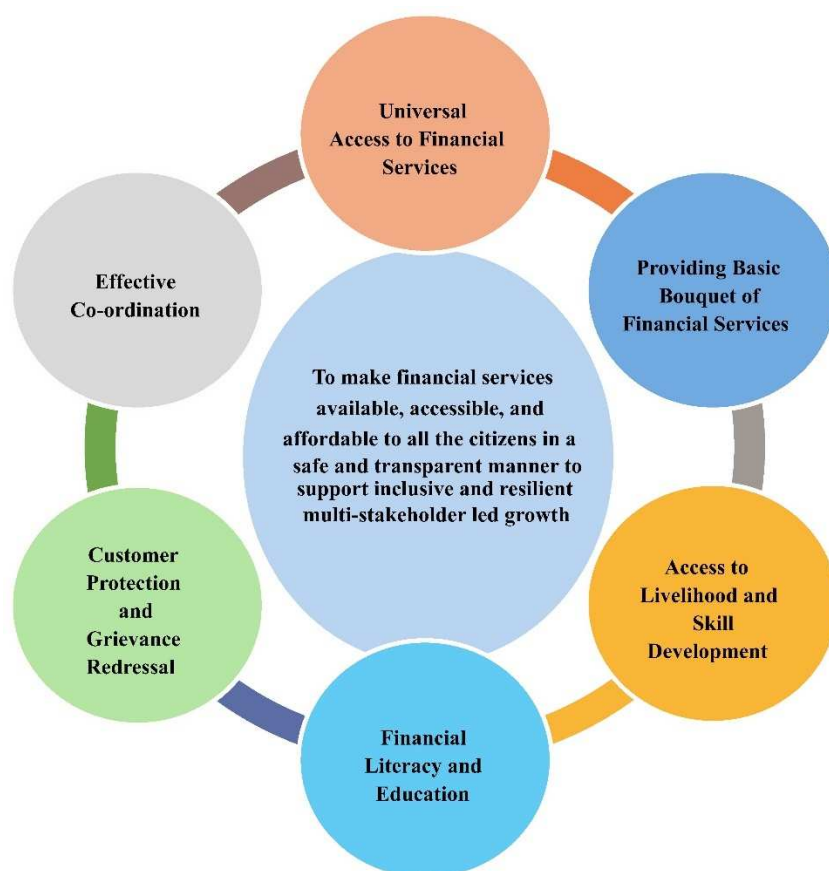 Universal
Access to Financial
Services
Providing Basic
Bouquet of
Financial Services
Access to
Livelihood and
Skill
Development
Financial
Literacy and
Education
Customer
Protection
and
Grievance
Redressal
Effective
Co-ordination
To make financial services
available, accessible, and
affordable to all the citizens in a
safe and transparent manner to
support inclusive and resilient
multi-stakeholder led growth